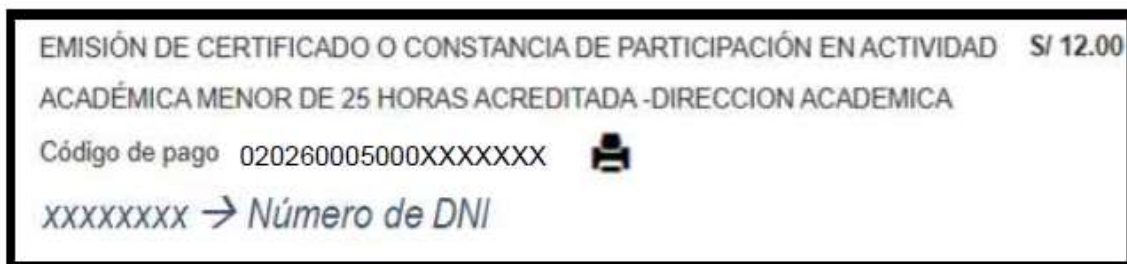 EMISIÓN DE CERTIFICADO O CONSTANCIA DE PARTICIPACIÓN EN ACTIVIDAD S/ 12.00
ACADÉMICA MENOR DE 25 HORAS ACREDITADA -DIRECCION ACADEMICA
Código de pago 020260005000XXXXXXX
xxxxxxxx → Número de DNI